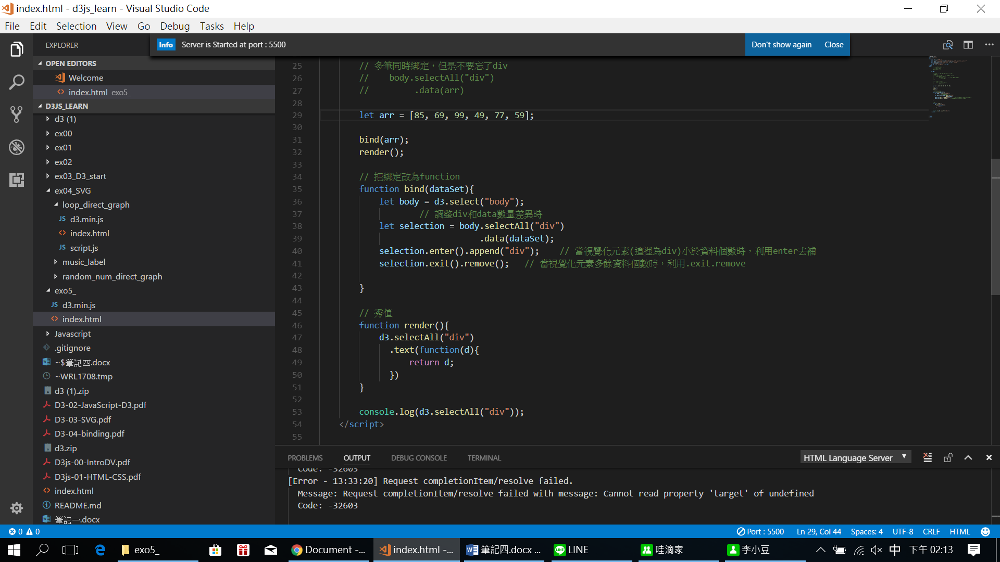 index.html - d3js_learn - Visual Studio Code
File Edit Selection View Go Debug Tasks Help
EXPLORER
Info Server is Started at port : 5500 Don't show again Close
OPEN EDITORS
Welcome
index.html exo5_
D3JS_LEARN
d3 (1)
ex00
ex01
ex02
ex03_D3_start
ex04_SVG
loop_direct_graph
JS d3.min.js
index.html
JS script.js
music_label
random_num_direct_graph
exo5_
JS d3.min.js
index.html
Javascript
.gitignore
~$筆記四.docx
~WRL1708.tmp
d3 (1).zip
D3-02-JavaScript-D3.pdf
D3-03-SVG.pdf
D3-04-binding.pdf
d3.zip
D3js-00-IntroDV.pdf
D3js-01-HTML-CSS.pdf
index.html
README.md
筆記一.docx
25 // 多筆同時綁定，但是不要忘了div
26 // body.selectAll("div")
27 // .data(arr)
28
29 let arr = [85, 69, 99, 49, 77, 59];
30
31 bind(arr);
32 render();
33
34 // 把綁定改為function
35 function bind(dataSet){
36 let body = d3.select("body");
37 // 調整div和data數量差異時
38 let selection = body.selectAll("div")
39 .data(dataSet);
40 selection.enter().append("div"); // 當視覺化元素(這裡為div)小於資料個數時，利用enter去補
41 selection.exit().remove(); // 當視覺化元素多餘資料個數時，利用.exit.remove
42
43 }
44
45 // 秀值
46 function render(){
47 d3.selectAll("div")
48 .text(function(d){
49 return d;
50 })
51 }
52
53 console.log(d3.selectAll("div"));
54 </script>
55
PROBLEMS OUTPUT DEBUG CONSOLE TERMINAL HTML Language Server
Code: -32603
[Error - 13:33:20] Request completionItem/resolve failed.
Message: Request completionItem/resolve failed with message: Cannot read property 'target' of undefined
Code: -32603
0 0 Port : 5500 Ln 29, Col 44 Spaces: 4 UTF-8 CRLF HTML
exo5_ Document -... index.html -... 筆記四.docx ... LINE 哇滴家 李小豆 中 下午 02:13